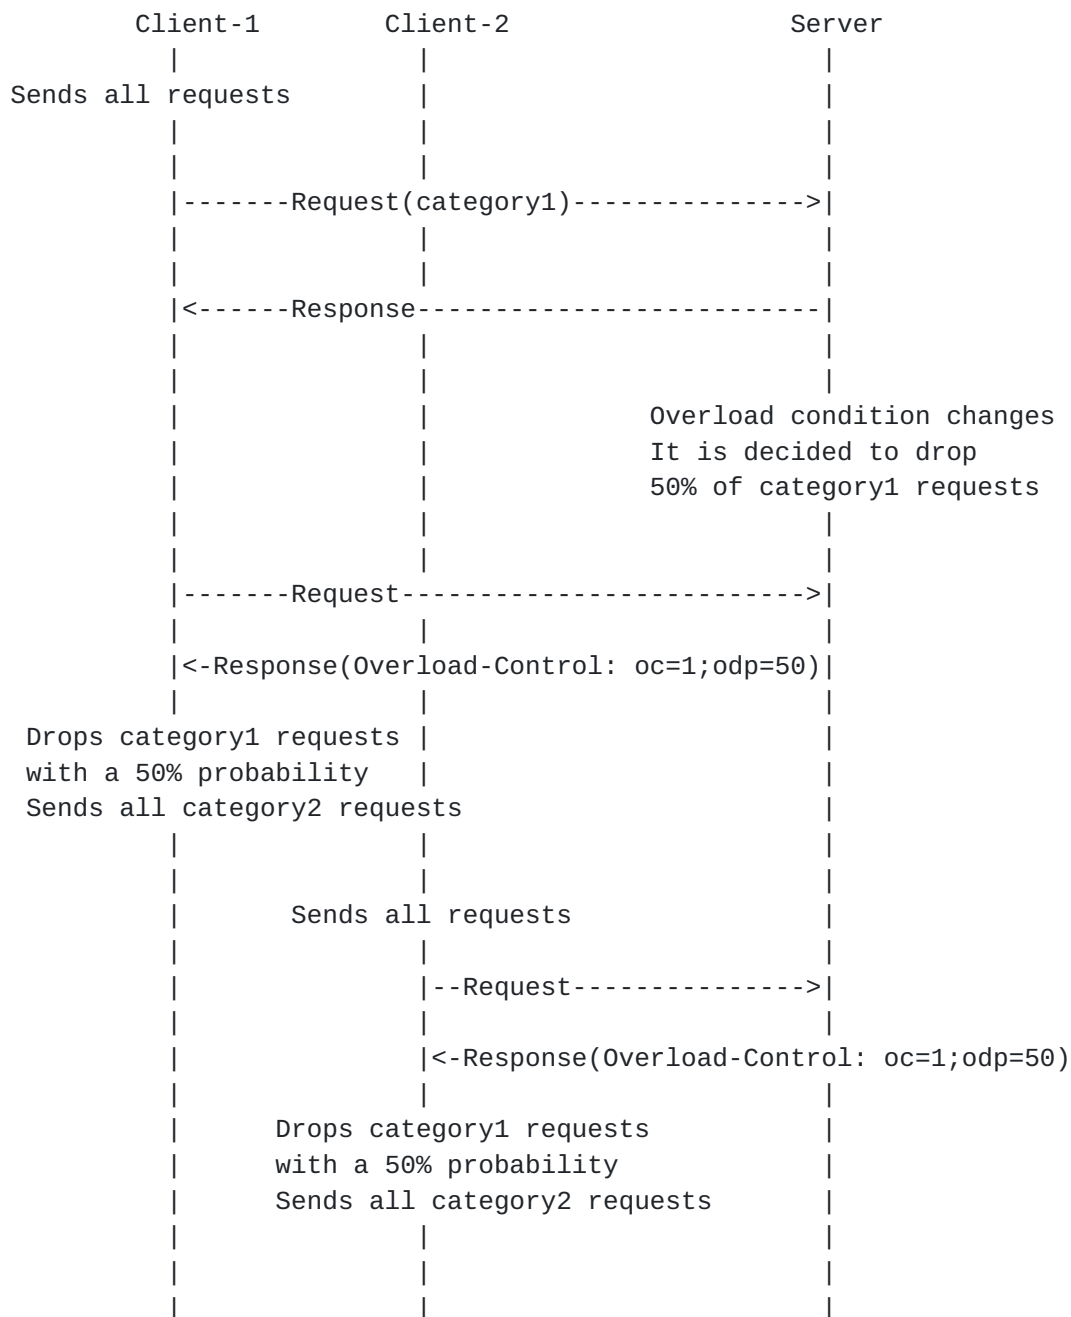 Client-1        Client-2                  Server
     |               |                         |
Sends all requests        |                         |
     |               |                         |
     |               |                         |
     |-------Request(category1)--------------->|
     |               |                         |
     |               |                         |
     |<------Response--------------------------|
     |               |                         |
     |               |                         |
     |               |              Overload condition changes
     |               |              It is decided to drop
     |               |              50% of category1 requests
     |               |                         |
     |               |                         |
     |-------Request-------------------------->|
     |               |                         |
     |<-Response(Overload-Control: oc=1;odp=50)|
     |               |                         |
Drops category1 requests |                         |
with a 50% probability   |                         |
Sends all category2 requests                       |
     |               |                         |
     |               |                         |
     |       Sends all requests                |
     |               |                         |
     |               |--Request--------------->|
     |               |                         |
     |               |<-Response(Overload-Control: oc=1;odp=50)
     |               |                         |
     |      Drops category1 requests           |
     |      with a 50% probability             |
     |      Sends all category2 requests       |
     |               |                         |
     |               |                         |
     |               |                         |